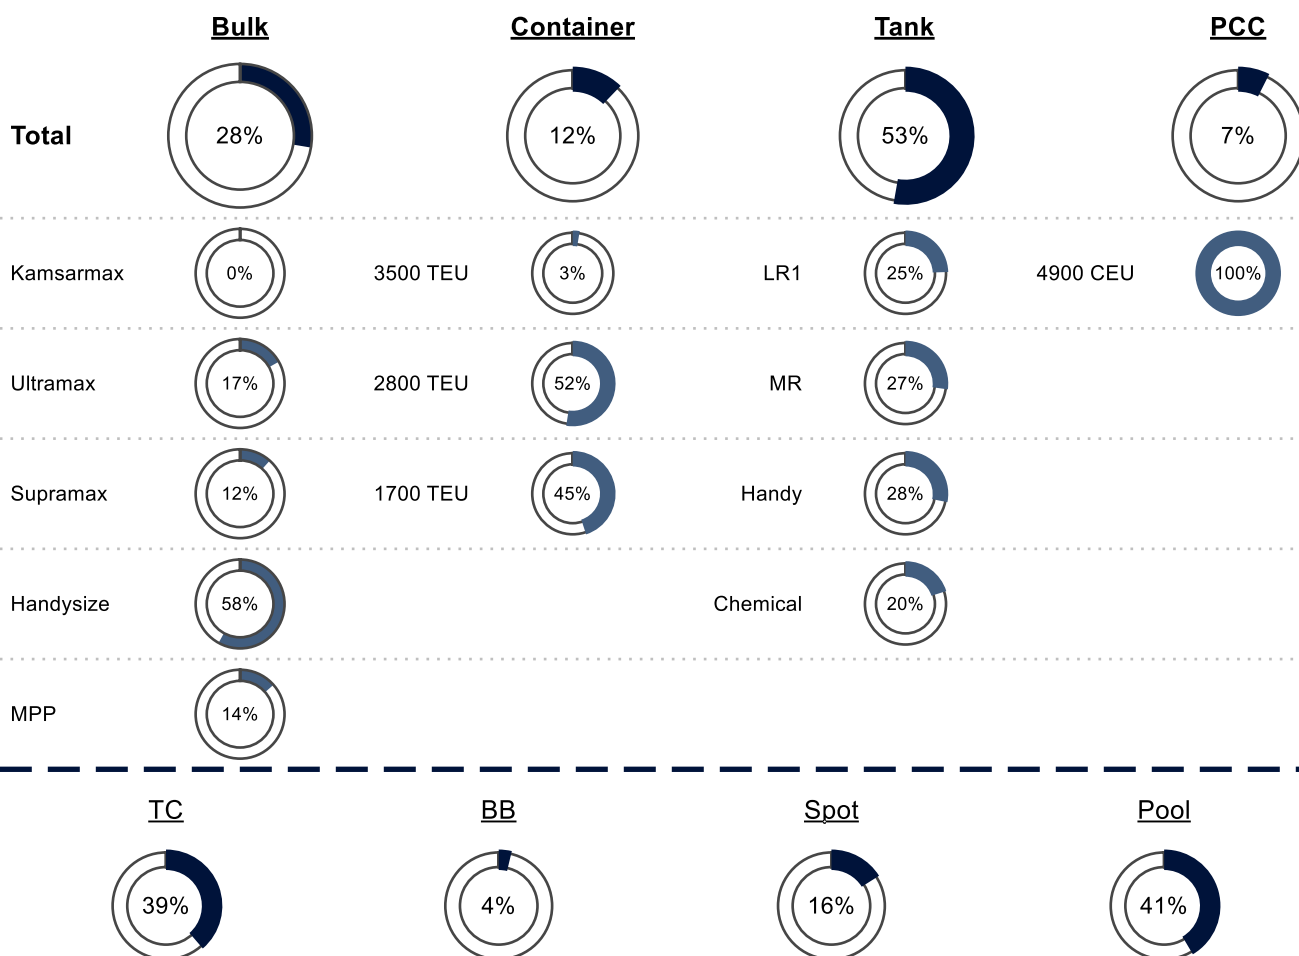 Bulk Container Tank PCC
Total 28% 12% 53% 7%
Kamsarmax 0% 3500 TEU 3% LR1 25% 4900 CEU 100%
Ultramax 17% 2800 TEU 52% MR 27%
Supramax 12% 1700 TEU 45% Handy 28%
Handysize 58% Chemical 20%
MPP 14%
TC BB Spot Pool
39% 4% 16% 41%